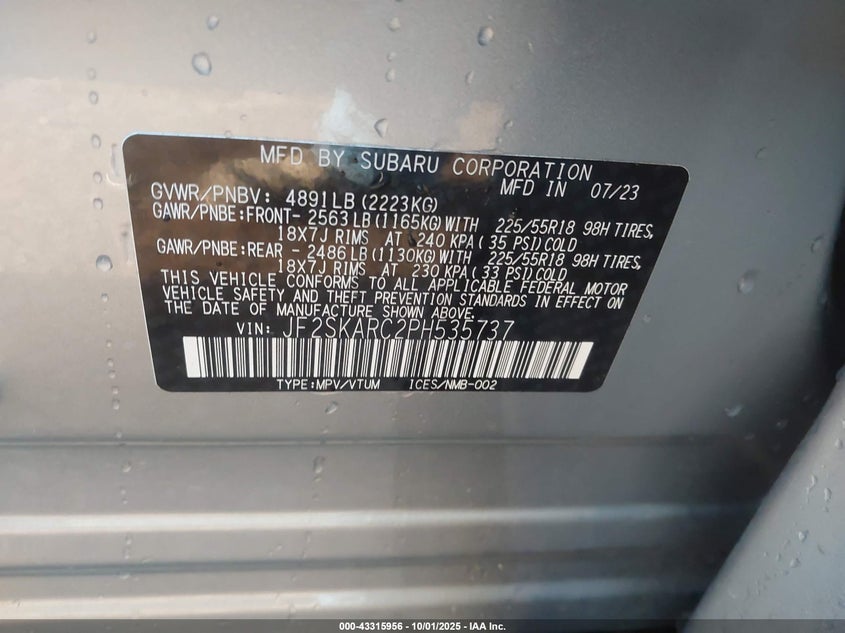 MFD BY SUBARU CORPORATION
MFD IN 07/23
GVWR/PNBV: 4891LB (2223KG)
GAWR/PNBE:FRONT- 2563LB (1165KG) WITH 225/55R18 98H TIRES,
18X7J RIMS AT 240 KPA (35 PSI) COLD
GAWR/PNBE:REAR - 2486LB (1130KG) WITH 225/55R18 98H TIRES,
18X7J RIMS AT 230 KPA (33 PSI) COLD
THIS VEHICLE CONFORMS TO ALL APPLICABLE FEDERAL MOTOR
VEHICLE SAFETY AND THEFT PREVENTION STANDARDS IN EFFECT ON
THE DATE OF MANUFACTURE SHOWN ABOVE.
VIN: JF2SKARC2PH535737
TYPE:MPV/VTUM ICES/NMB-002
000-43315956 - 10/01/2025 - IAA Inc.